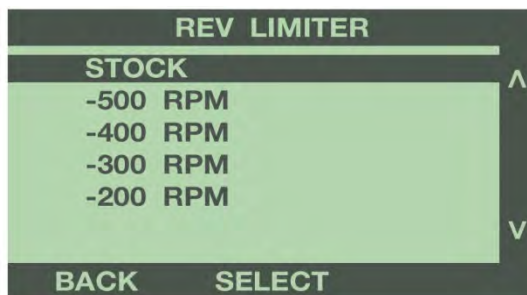 REV LIMITER
STOCK
-500 RPM
-400 RPM
-300 RPM
-200 RPM
BACK SELECT